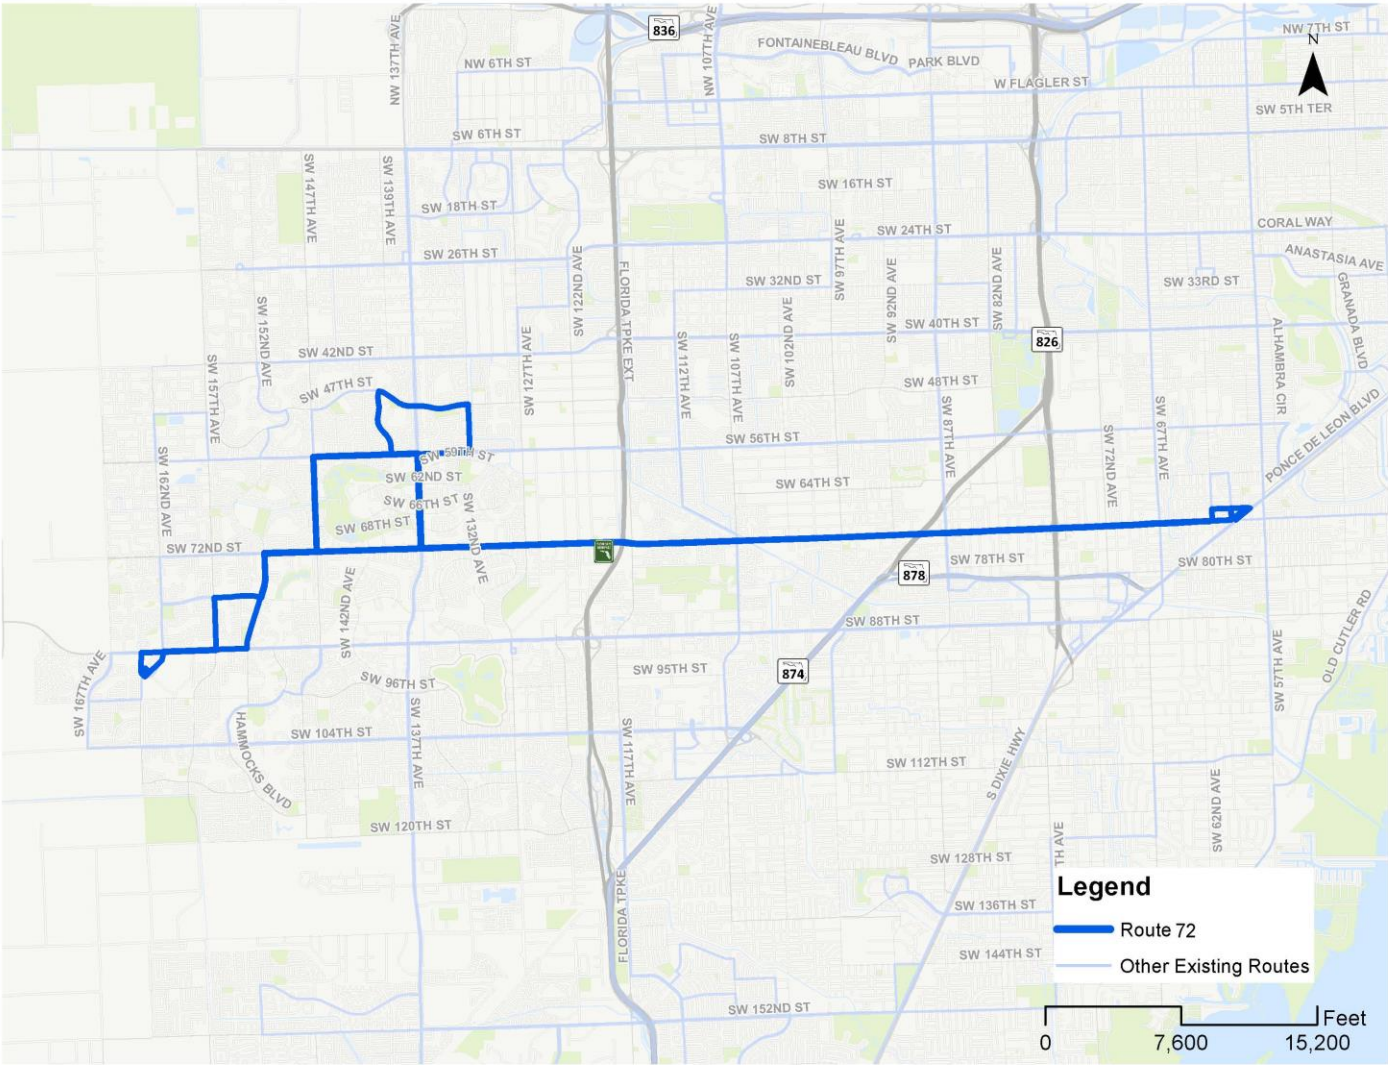 836
NW 7TH ST
N
NW 137TH AVE
NW 107TH AVE
FONTAINEBLEAU BLVD
PARK BLVD
NW 6TH ST
W FLAGLER ST
SW 5TH TER
SW 6TH ST
SW 8TH ST
SW 147TH AVE
SW 139TH AVE
SW 16TH ST
SW 18TH ST
CORAL WAY
SW 24TH ST
SW 26TH ST
SW 97TH AVE
ANASTASIA AVE
SW 122ND AVE
FLORIDA TPKE EXT
SW 92ND AVE
SW 82ND AVE
SW 32ND ST
SW 33RD ST
GRANADA BLVD
SW 152ND AVE
SW 102ND AVE
SW 40TH ST
826
ALHAMBRA CIR
SW 127TH AVE
SW 112TH AVE
SW 107TH AVE
SW 42ND ST
SW 157TH AVE
SW 47TH ST
SW 48TH ST
SW 87TH AVE
SW 67TH AVE
SW 72ND AVE
PONCE DE LEON BLVD
SW 56TH ST
SW 59TH ST
SW 162ND AVE
SW 62ND ST
SW 64TH ST
SW 66TH ST
SW 132ND AVE
SW 68TH ST
SW 72ND ST
SW 78TH ST
SW 80TH ST
878
SW 142ND AVE
OLD CUTLER RD
SW 88TH ST
SW 57TH AVE
SW 167TH AVE
SW 95TH ST
874
SW 96TH ST
SW 137TH AVE
HAMMOCKS BLVD
SW 104TH ST
SW 117TH AVE
S DIXIE HWY
SW 112TH ST
SW 62ND AVE
SW 120TH ST
TH AVE
SW 128TH ST
FLORIDA TPKE
SW 136TH ST
SW 144TH ST
SW 152ND ST
Legend
Route 72
Other Existing Routes
Feet
0 7,600 15,200